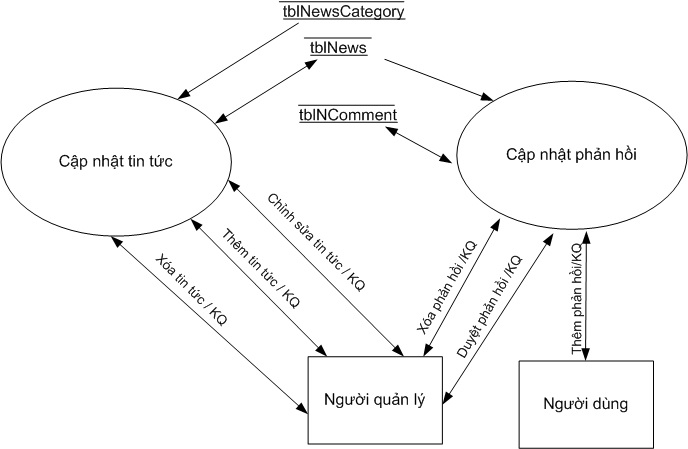 tblNewsCategory
tblNews
tblNComment
Cập nhật tin tức
Cập nhật phản hồi
Chỉnh sửa tin tức / KQ
Thêm tin tức / KQ
Xóa tin tức / KQ
Xóa phản hồi /KQ
Duyệt phản hồi /KQ
Thêm phản hồi/KQ
Người quản lý
Người dùng